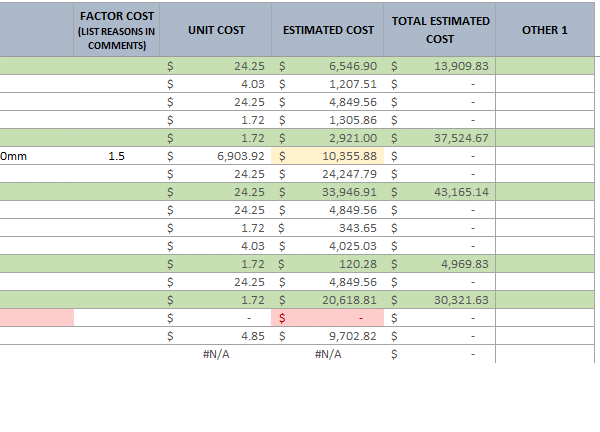 FACTOR COST (LIST REASONS IN COMMENTS) UNIT COST ESTIMATED COST TOTAL ESTIMATED COST OTHER 1
$ 24.25 $ 6,546.90 $ 13,909.83
$ 4.03 $ 1,207.51 $ -
$ 24.25 $ 4,849.56 $ -
$ 1.72 $ 1,305.86 $ -
$ 1.72 $ 2,921.00 $ 37,524.67
0mm 1.5 $ 6,903.92 $ 10,355.88 $ -
$ 24.25 $ 24,247.79 $ -
$ 24.25 $ 33,946.91 $ 43,165.14
$ 24.25 $ 4,849.56 $ -
$ 1.72 $ 343.65 $ -
$ 4.03 $ 4,025.03 $ -
$ 1.72 $ 120.28 $ 4,969.83
$ 24.25 $ 4,849.56 $ -
$ 1.72 $ 20,618.81 $ 30,321.63
$ - $ - $ -
$ 4.85 $ 9,702.82 $ -
#N/A #N/A $ -